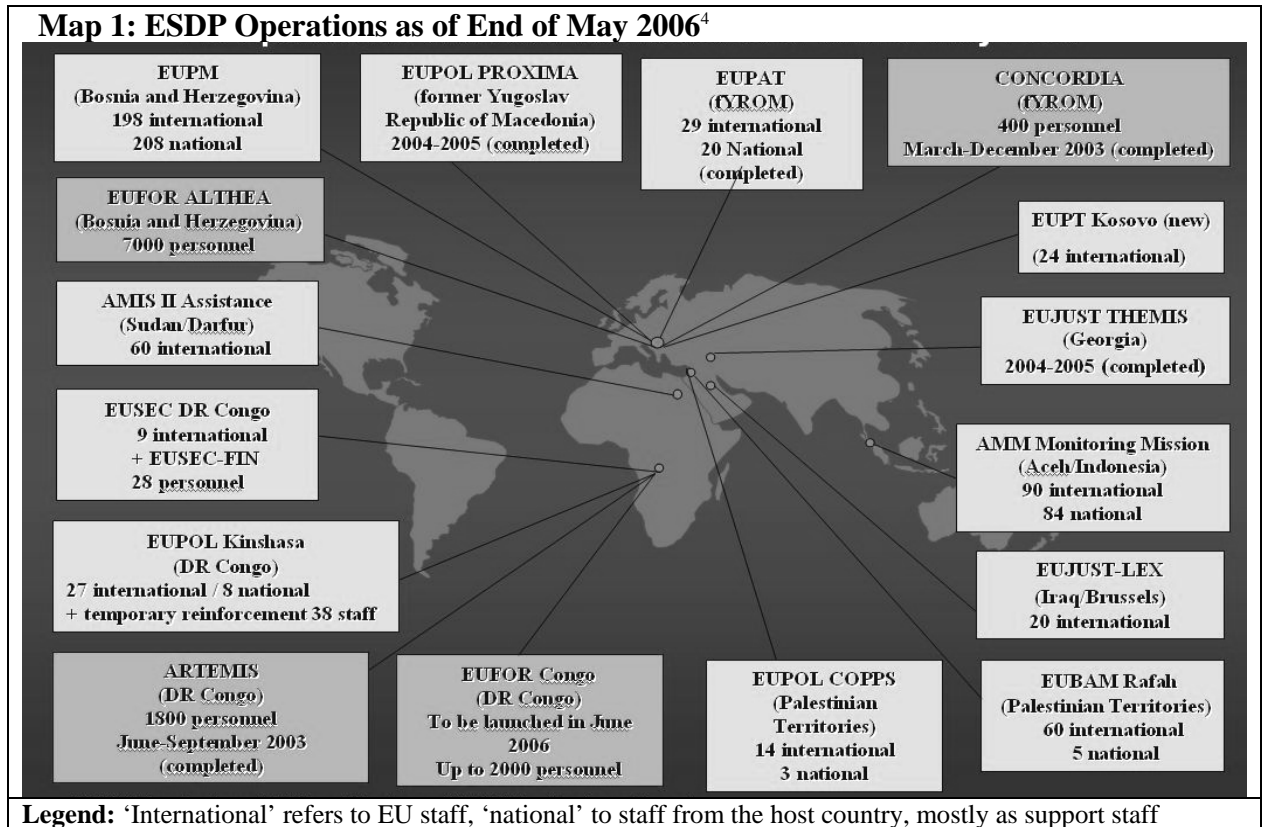 Map 1: ESDP Operations as of End of May 2006⁴
EUPM
(Bosnia and Herzegovina)
198 international
208 national
EUPOL PROXIMA
(former Yugoslav
Republic of Macedonia)
2004-2005 (completed)
EUPAT
(fYROM)
29 international
20 National
(completed)
CONCORDIA
(fYROM)
400 personnel
March-December 2003 (completed)
EUFOR ALTHEA
(Bosnia and Herzegovina)
7000 personnel
EUPT Kosovo (new)
(24 international)
AMIS II Assistance
(Sudan/Darfur)
60 international
EUJUST THEMIS
(Georgia)
2004-2005 (completed)
EUSEC DR Congo
9 international
+ EUSEC-FIN
28 personnel
AMM Monitoring Mission
(Aceh/Indonesia)
90 international
84 national
EUPOL Kinshasa
(DR Congo)
27 international / 8 national
+ temporary reinforcement 38 staff
EUJUST-LEX
(Iraq/Brussels)
20 international
ARTEMIS
(DR Congo)
1800 personnel
June-September 2003
(completed)
EUFOR Congo
(DR Congo)
To be launched in June
2006
Up to 2000 personnel
EUPOL COPPS
(Palestinian
Territories)
14 international
3 national
EUBAM Rafah
(Palestinian Territories)
60 international
5 national
Legend: ‘International’ refers to EU staff, ‘national’ to staff from the host country, mostly as support staff